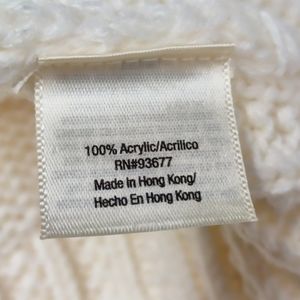 100% Acrylic/Acrilico
RN#93677
Made in Hong Kong/
Hecho En Hong Kong